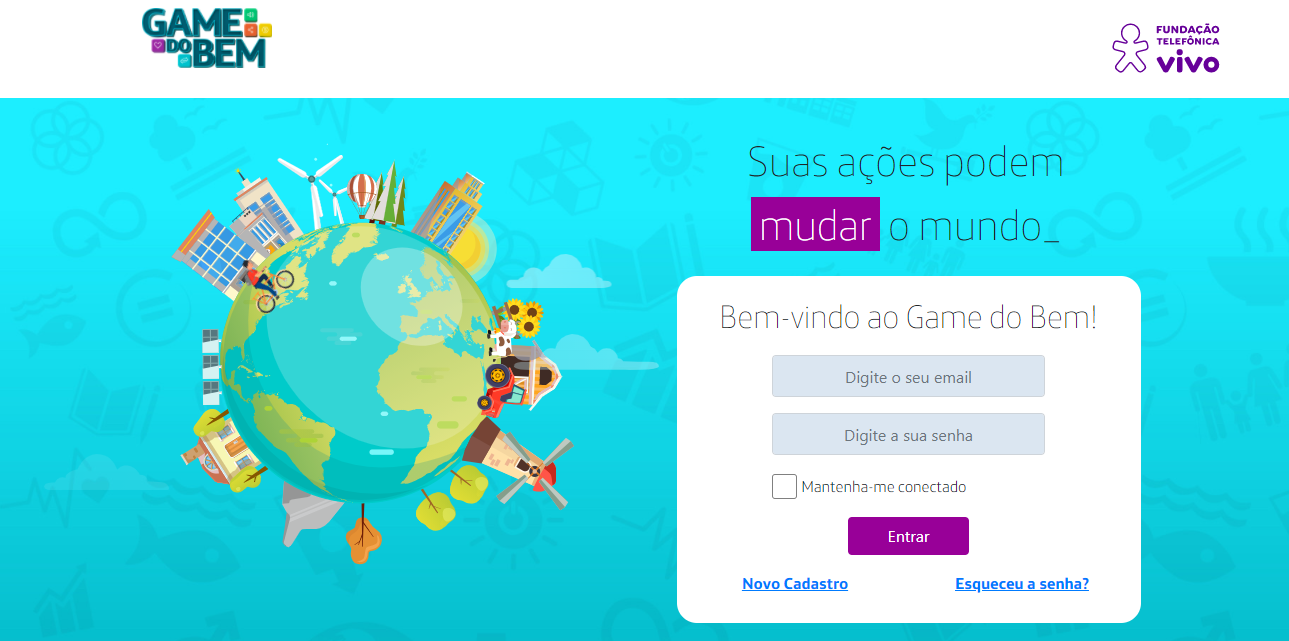 GAME
DO BEM
FUNDAÇÃO
TELEFÔNICA
vivo
Suas ações podem
mudar o mundo_
Bem-vindo ao Game do Bem!
Digite o seu email
Digite a sua senha
Mantenha-me conectado
Entrar
Novo Cadastro Esqueceu a senha?